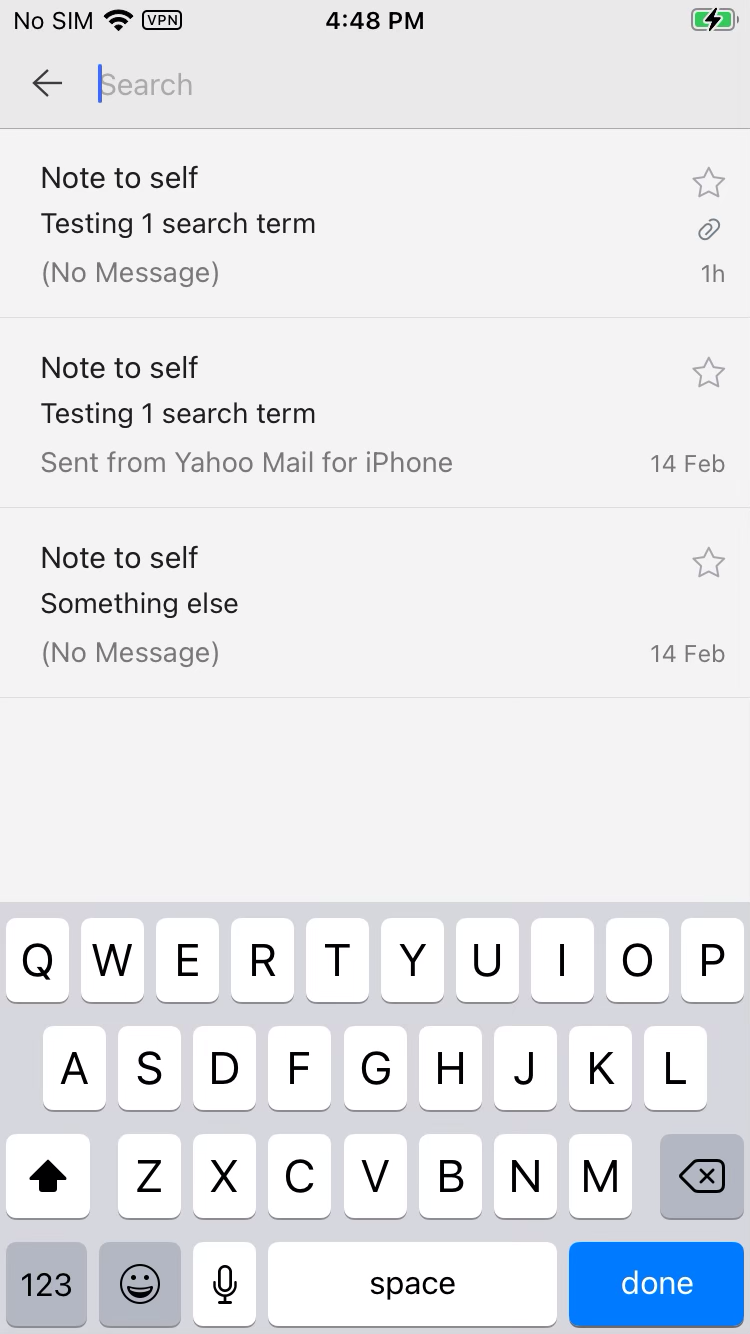 No SIM VPN 4:48 PM
Search
Note to self
Testing 1 search term
(No Message)
1h
Note to self
Testing 1 search term
Sent from Yahoo Mail for iPhone
14 Feb
Note to self
Something else
(No Message)
14 Feb
Q W E R T Y U I O P
A S D F G H J K L
Z X C V B N M
123 space done